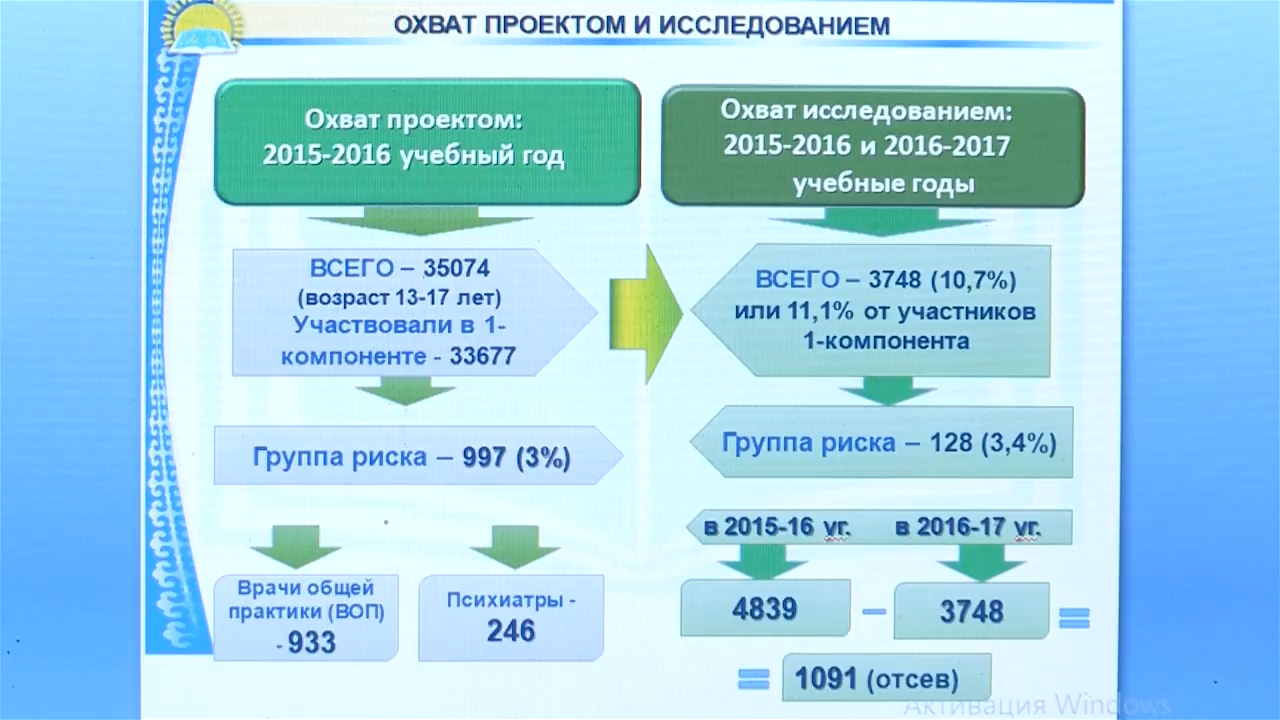 ОХВАТ ПРОЕКТОМ И ИССЛЕДОВАНИЕМ
Охват проектом:
2015-2016 учебный год
ВСЕГО – 35074
(возраст 13-17 лет)
Участвовали в 1-
компоненте - 33677
Группа риска – 997 (3%)
Врачи общей
практики (ВОП)
- 933
Психиатры -
246
Охват исследованием:
2015-2016 и 2016-2017
учебные годы
ВСЕГО – 3748 (10,7%)
или 11,1% от участников
1-компонента
Группа риска – 128 (3,4%)
в 2015-16 уг. в 2016-17 уг.
4839 – 3748 =
= 1091 (отсев)
Активация Windows